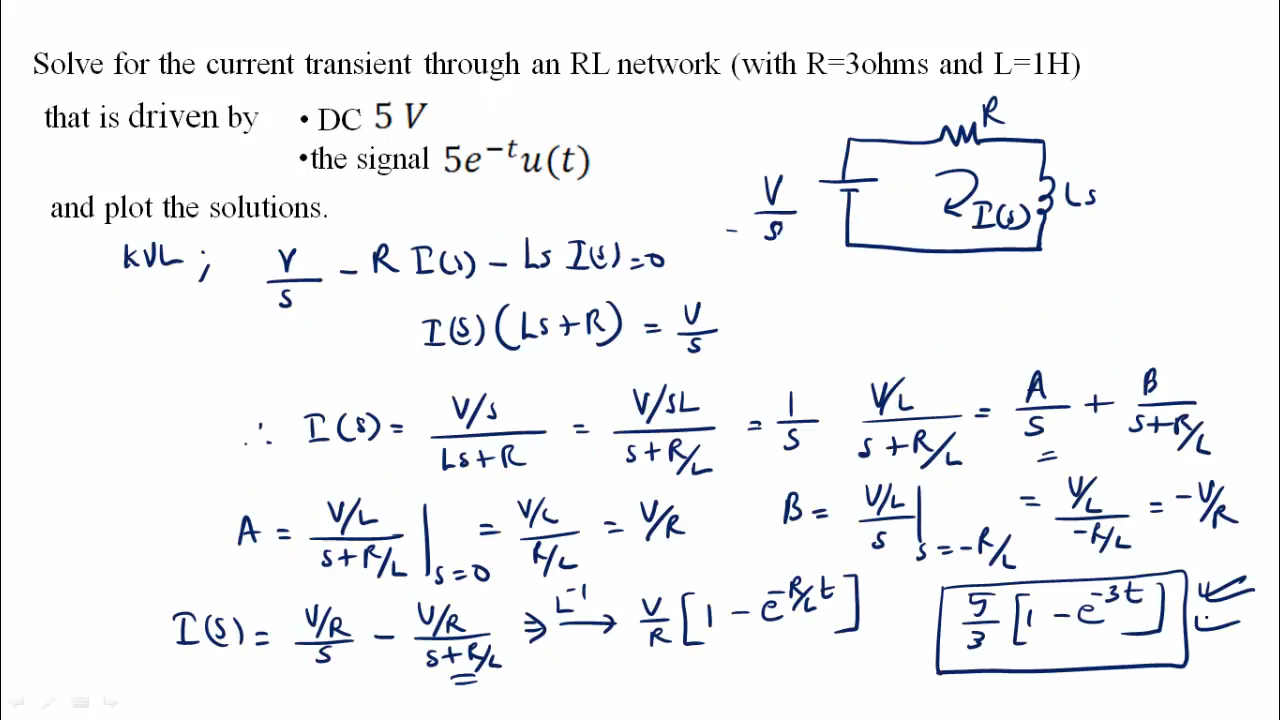 Solve for the current transient through an RL network (with R=3ohms and L=1H)
that is driven by • DC 5 V
•the signal 5e^{-t}u(t)
and plot the solutions.
R
V/s
I(s)
Ls
KVL ; V/s - R I(s) - Ls I(s) = 0
I(s) (Ls + R) = V/s
∴ I(s) = (V/s)/(Ls+R) = (V/sL)/(s+R/L) = 1/s (V/L)/(s+R/L) = A/s + B/(s+R/L)
A = (V/L)/(s+R/L) |s=0 = (V/L)/(R/L) = V/R B = (V/L)/s |s=-R/L = (V/L)/(-R/L) = -V/R
I(s) = (V/R)/s - (V/R)/(s+R/L) ⇒ L^{-1} → V/R [1 - e^{-R/L t}] 5/3 [1 - e^{-3t}]